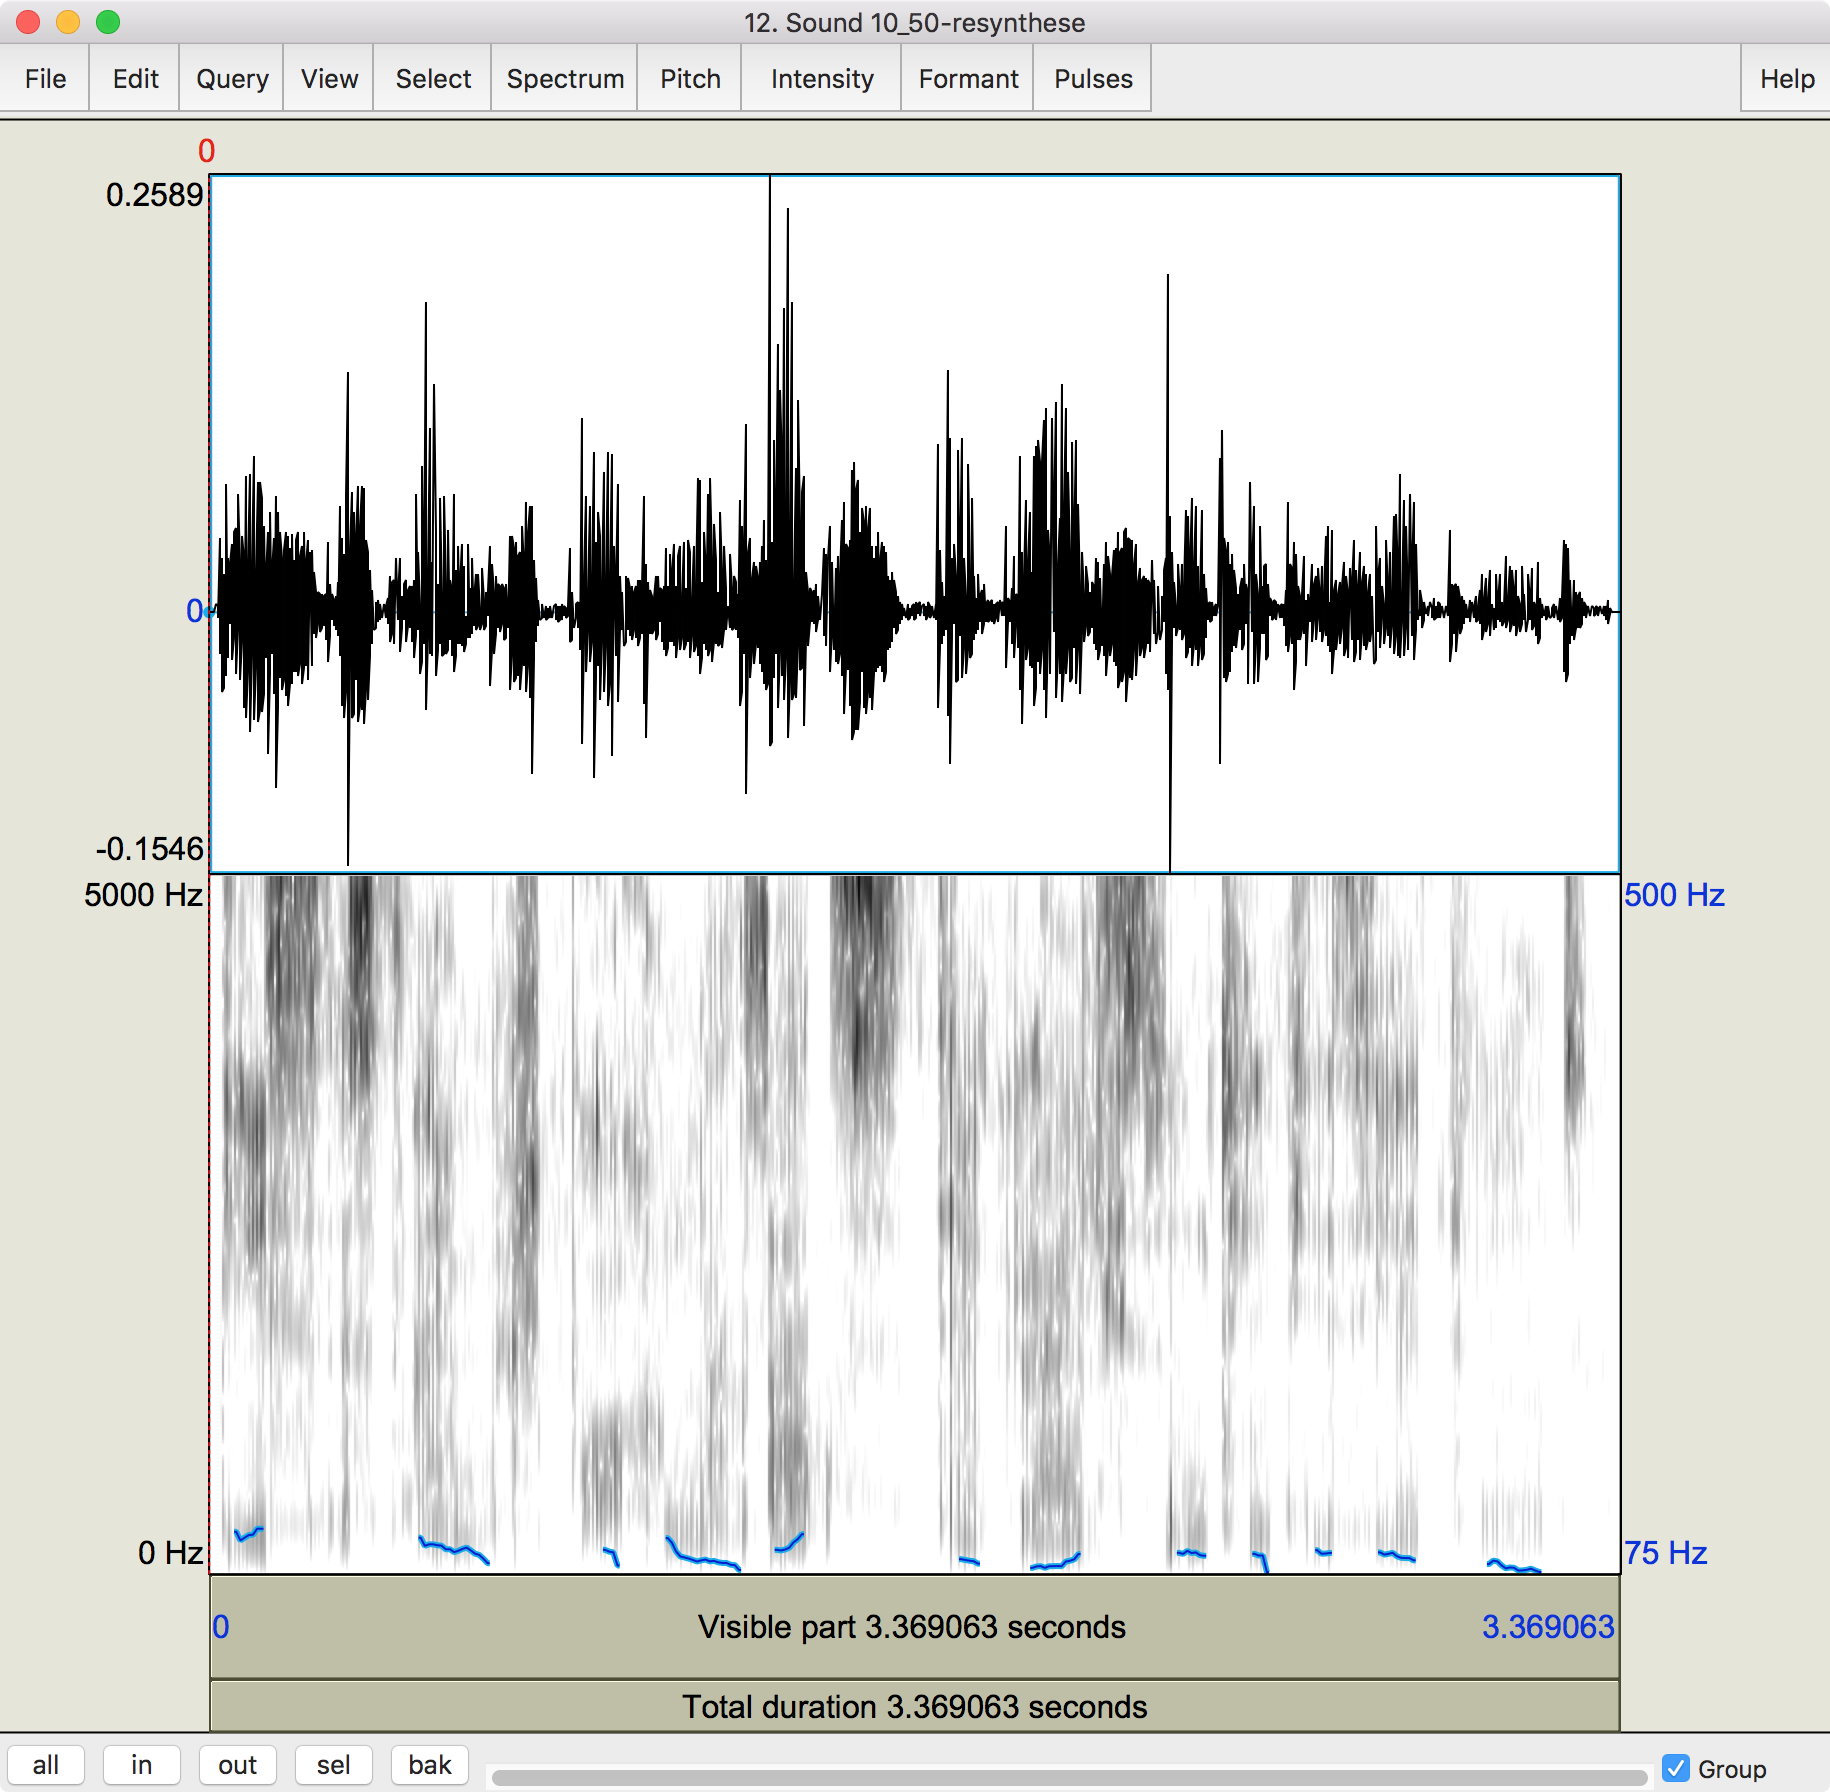 12. Sound 10_50-resynthese
File Edit Query View Select Spectrum Pitch Intensity Formant Pulses Help
0
0.2589
0
-0.1546
5000 Hz 500 Hz
0 Hz 75 Hz
0 Visible part 3.369063 seconds 3.369063
Total duration 3.369063 seconds
all in out sel bak Group